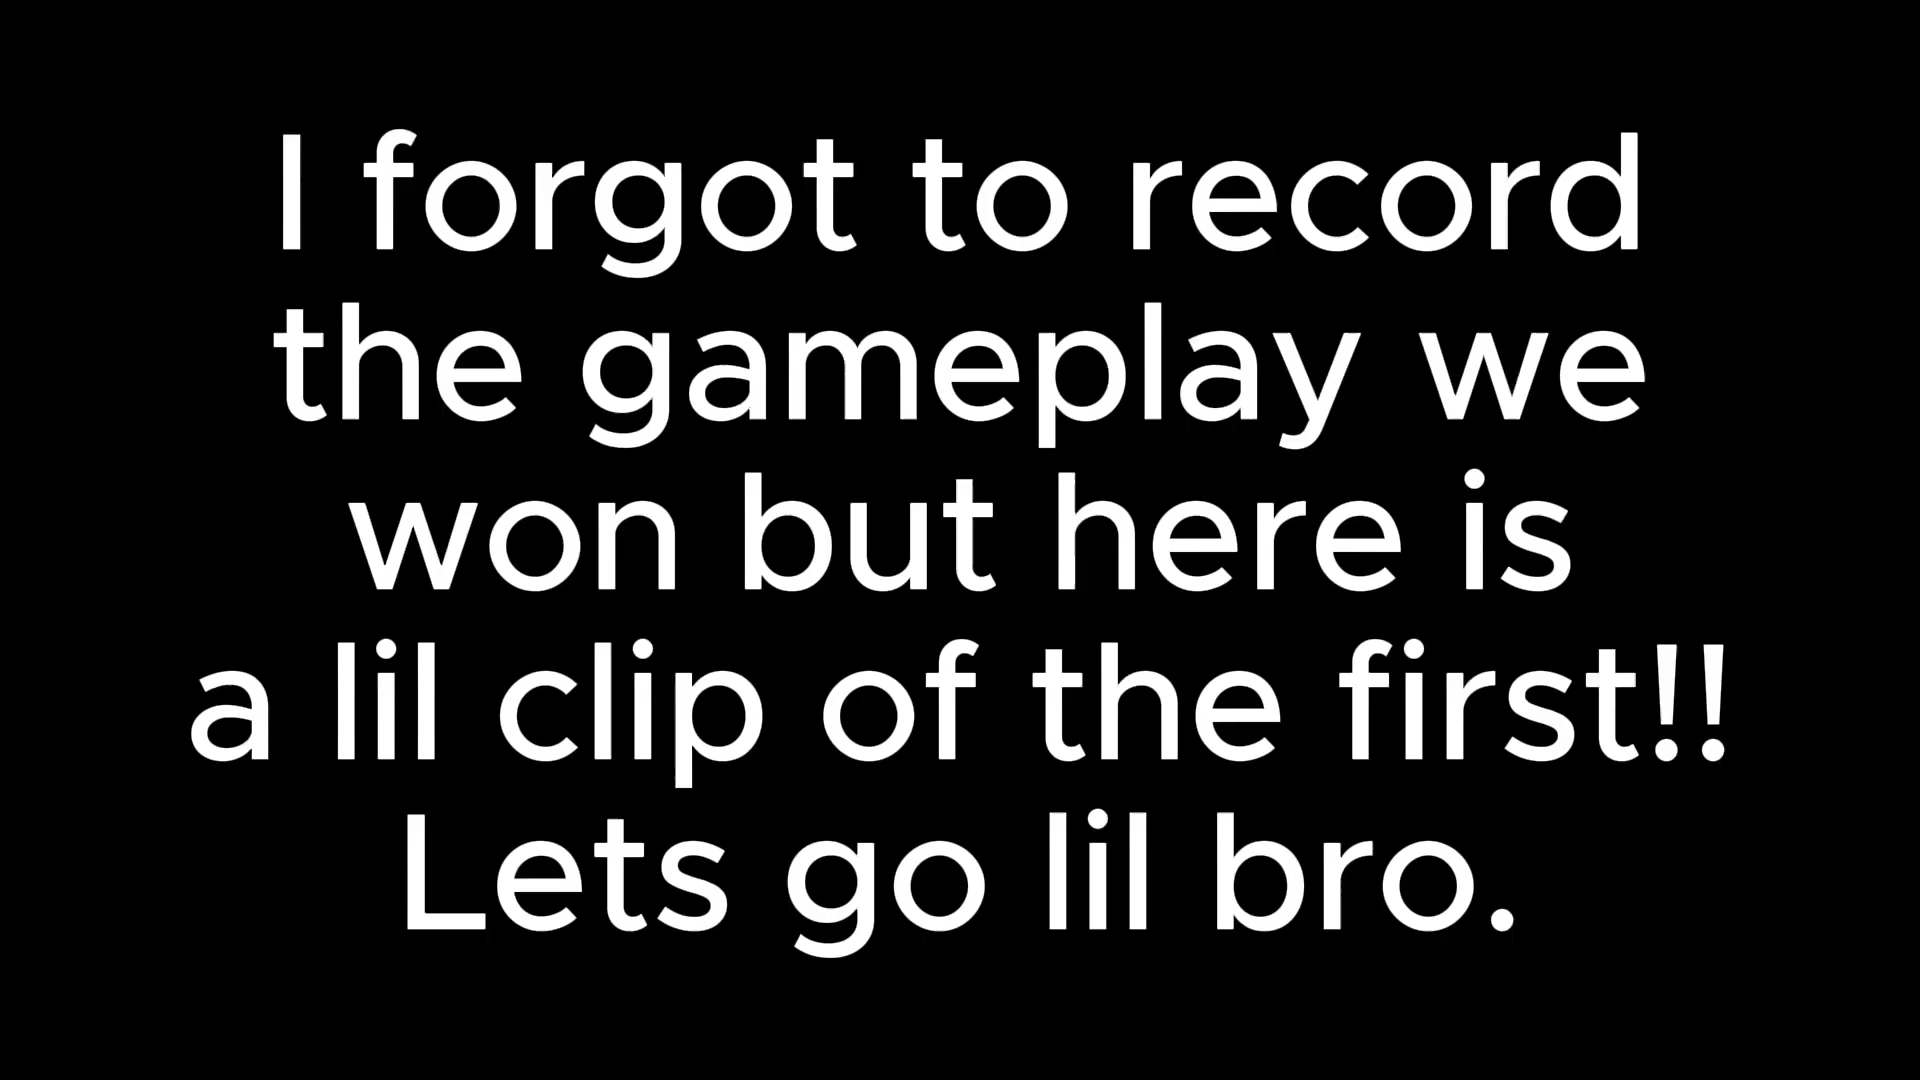 I forgot to record
the gameplay we
won but here is
a lil clip of the first!!
Lets go lil bro.